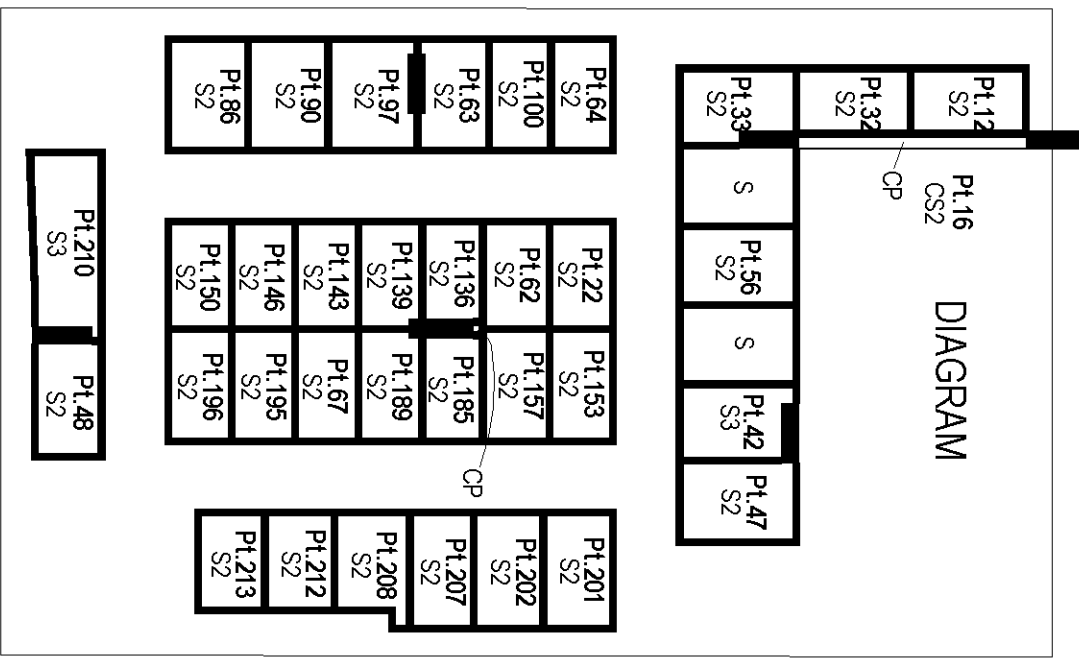 DIAGRAM
Pt.12
S2
Pt.32
S2
Pt.33
S2
CP
Pt.16
CS2
S
Pt.56
S2
S
Pt.42
S3
Pt.47
S2
Pt.64
S2
Pt.100
S2
Pt.63
S2
Pt.97
S2
Pt.90
S2
Pt.86
S2
Pt.22
S2
Pt.62
S2
Pt.136
S2
Pt.139
S2
Pt.143
S2
Pt.146
S2
Pt.150
S2
Pt.153
S2
Pt.157
S2
Pt.185
S2
Pt.189
S2
Pt.67
S2
Pt.195
S2
Pt.196
S2
CP
Pt.201
S2
Pt.202
S2
Pt.207
S2
Pt.208
S2
Pt.212
S2
Pt.213
S2
Pt.210
S3
Pt.48
S2